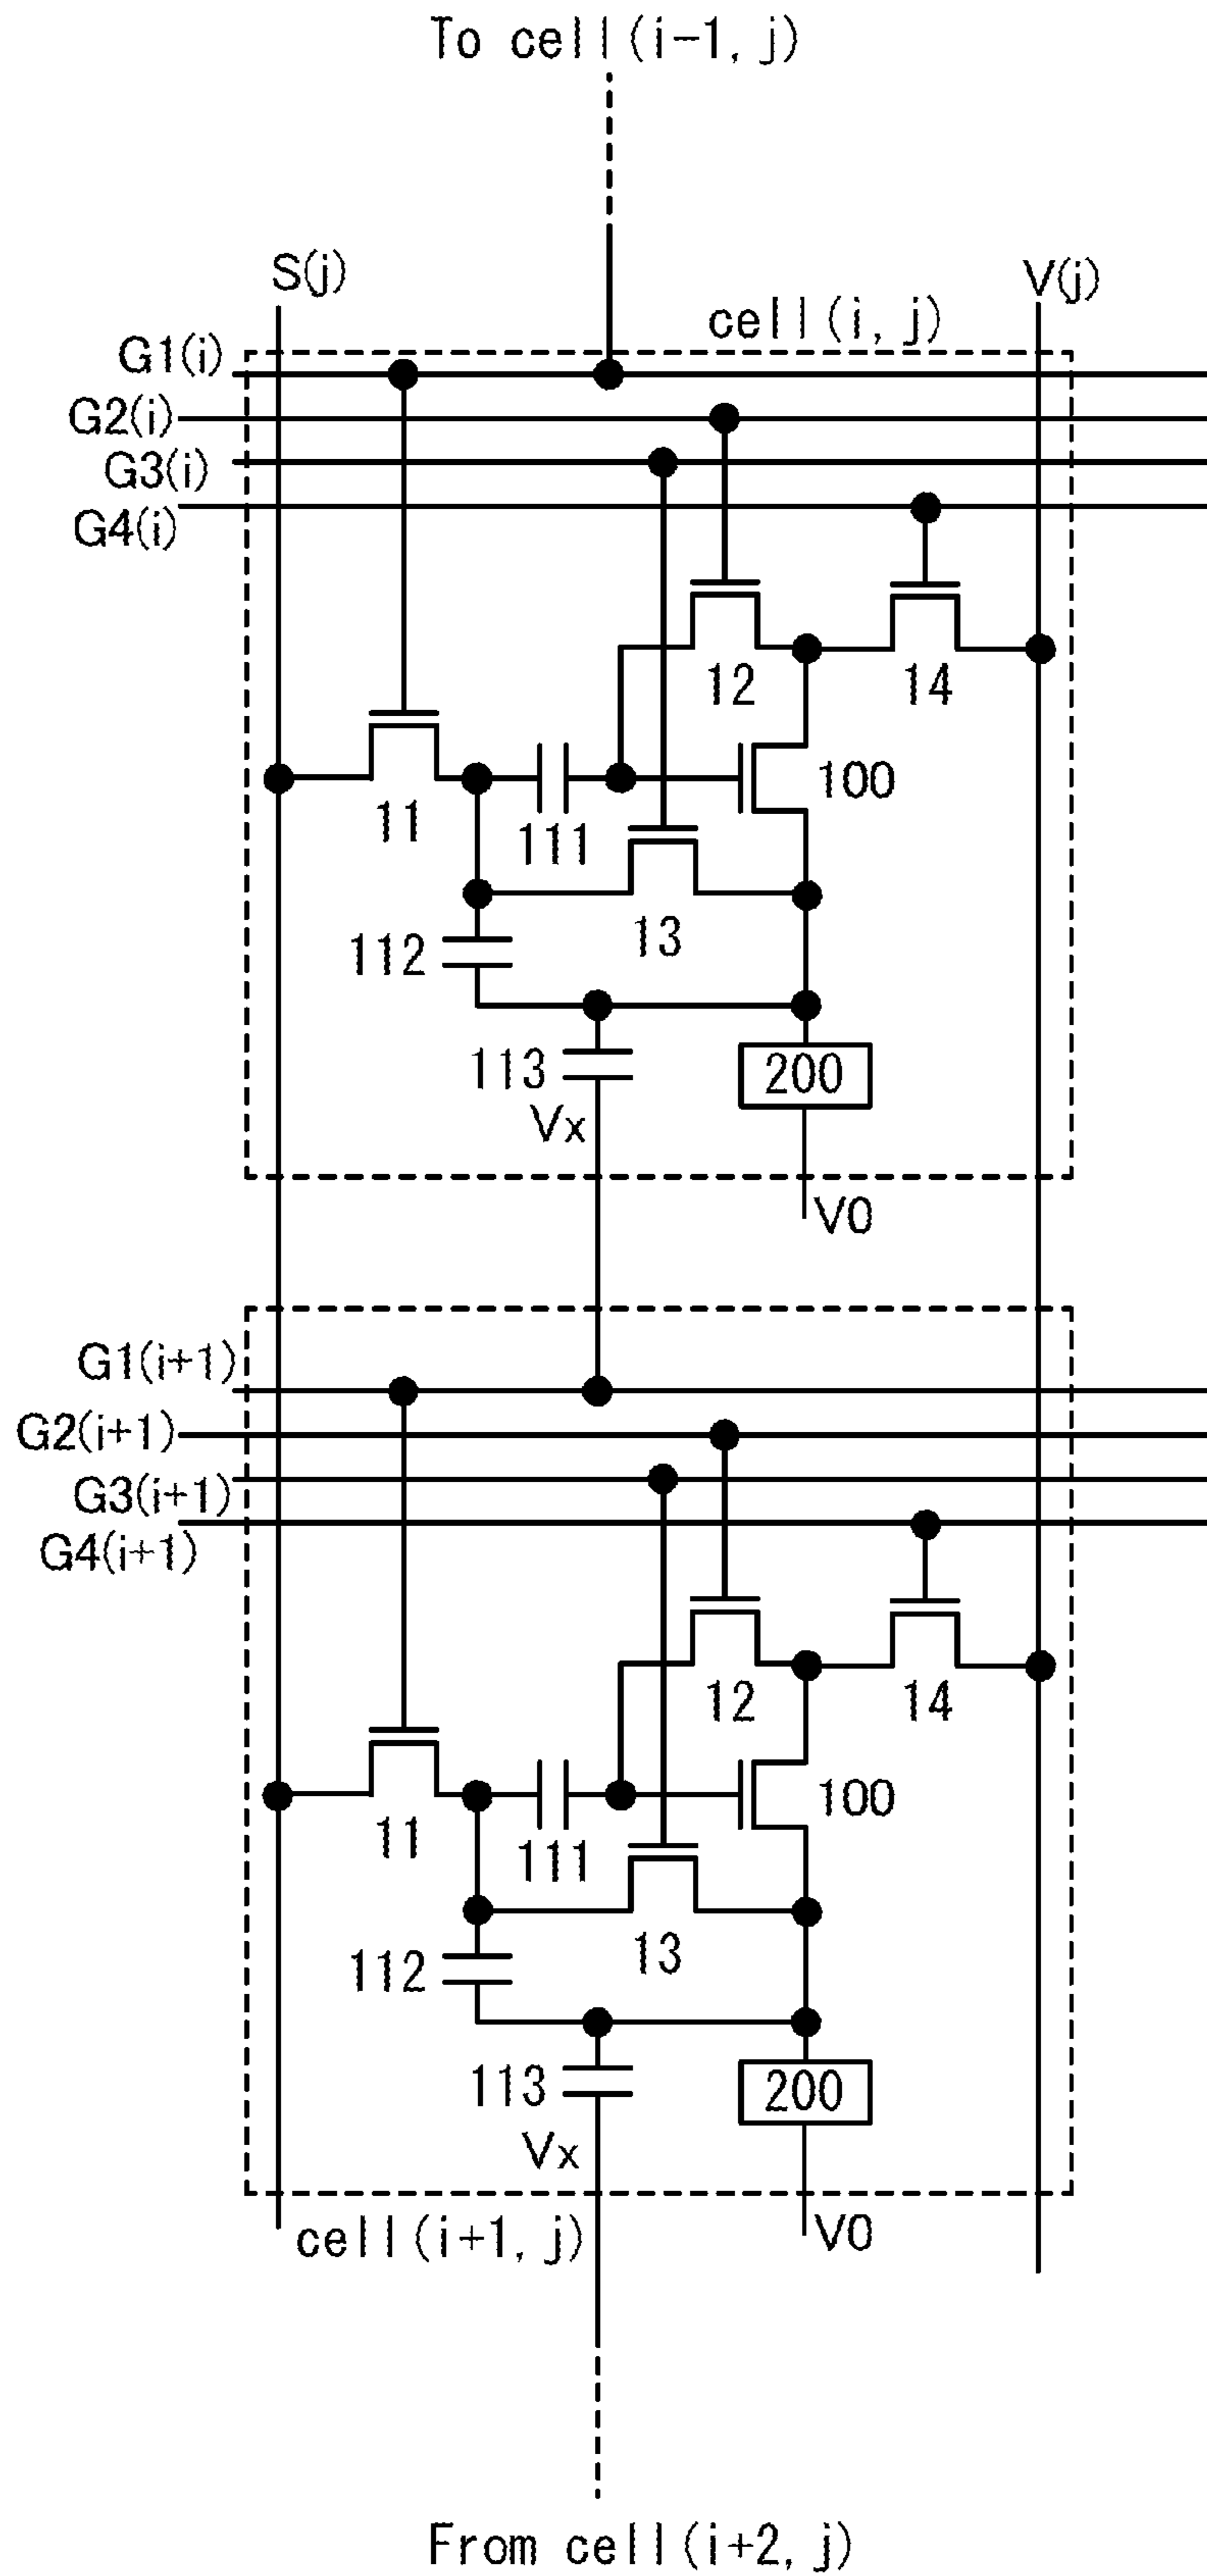 To cell(i-1, j)
S(j)
V(j)
cell(i, j)
G1(i)
G2(i)
G3(i)
G4(i)
12
14
11
111
100
13
112
113
200
Vx
V0
G1(i+1)
G2(i+1)
G3(i+1)
G4(i+1)
12
14
11
111
100
13
112
113
200
Vx
V0
cell(i+1, j)
From cell(i+2, j)